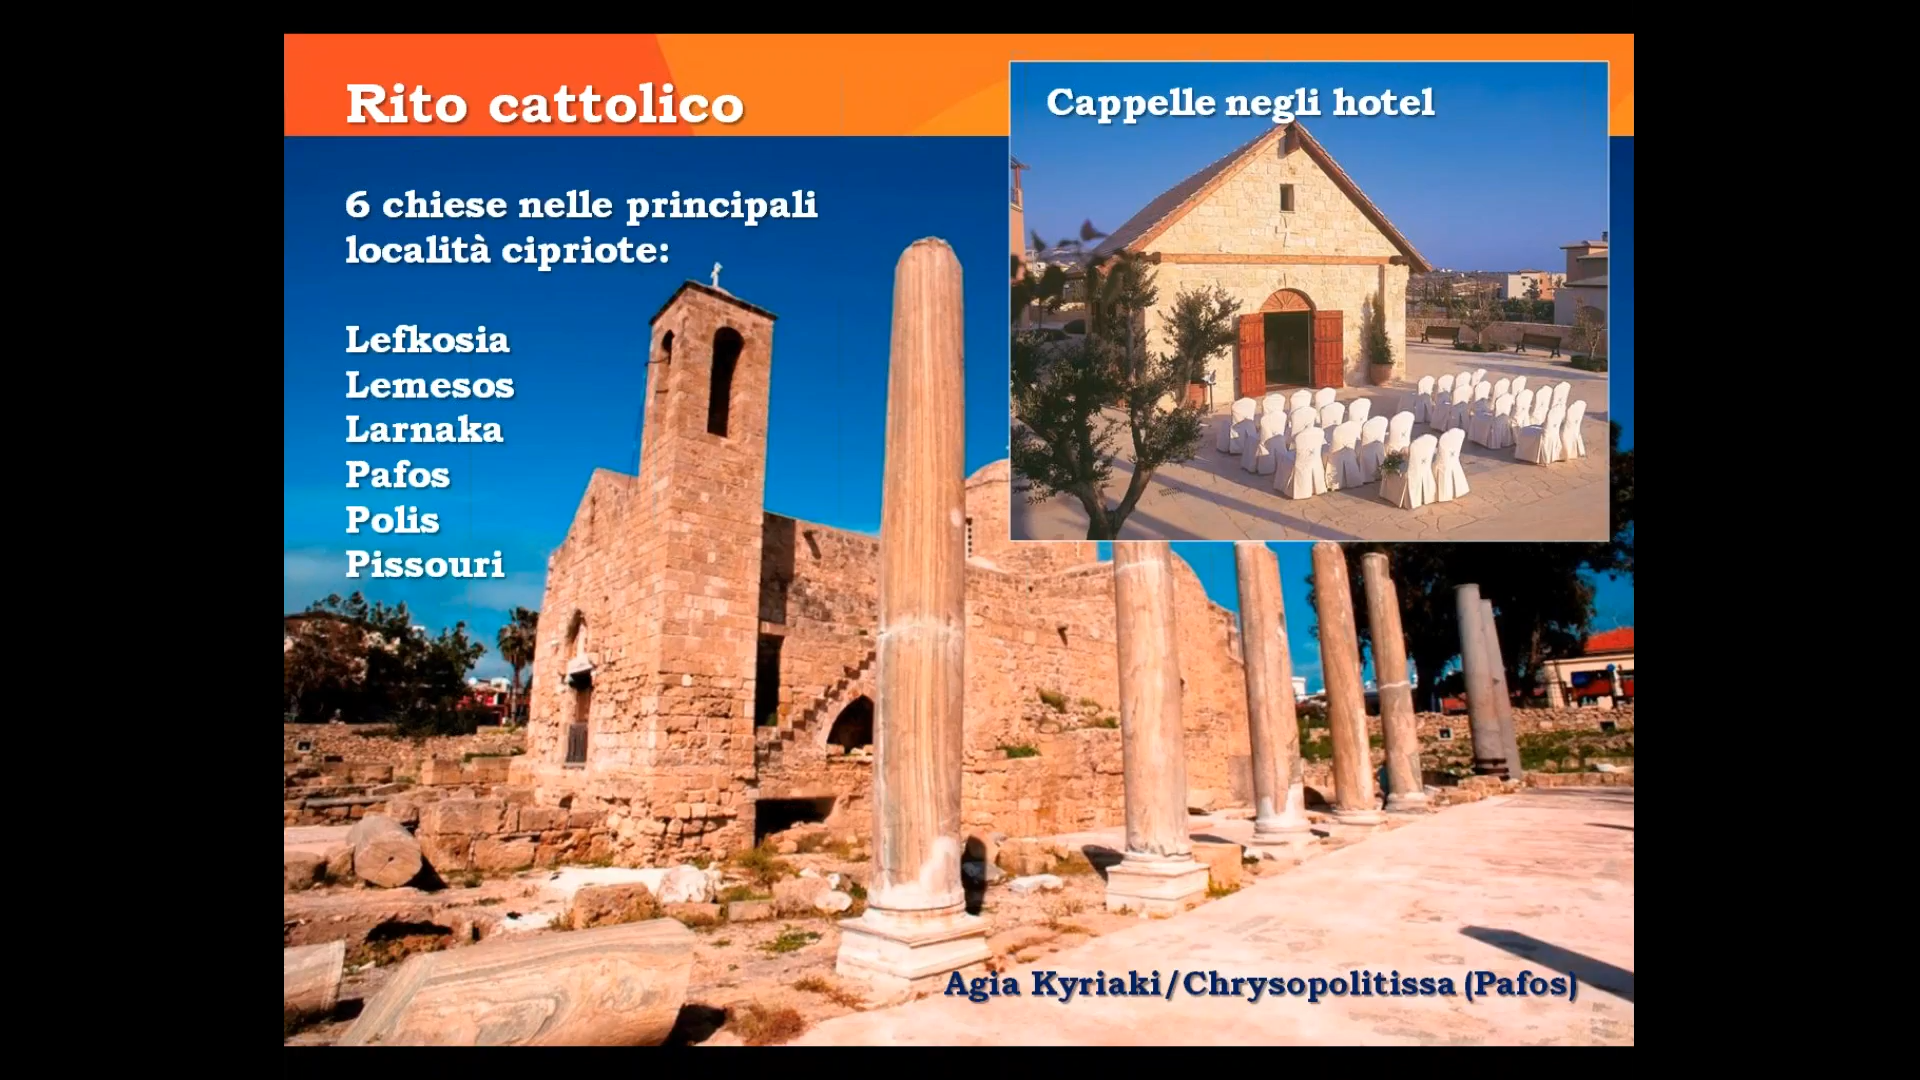 Rito cattolico
Cappelle negli hotel
6 chiese nelle principali
località cipriote:
Lefkosia
Lemesos
Larnaka
Pafos
Polis
Pissouri
Agia Kyriaki/Chrysopolitissa (Pafos)